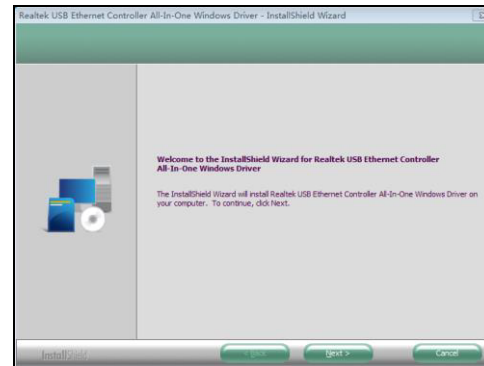 Realtek USB Ethernet Controller All-In-One Windows Driver - InstallShield Wizard
Welcome to the InstallShield Wizard for Realtek USB Ethernet Controller
All-In-One Windows Driver
The InstallShield Wizard will install Realtek USB Ethernet Controller All-In-One Windows Driver on
your computer. To continue, click Next.
InstallShield
< Back
Next >
Cancel